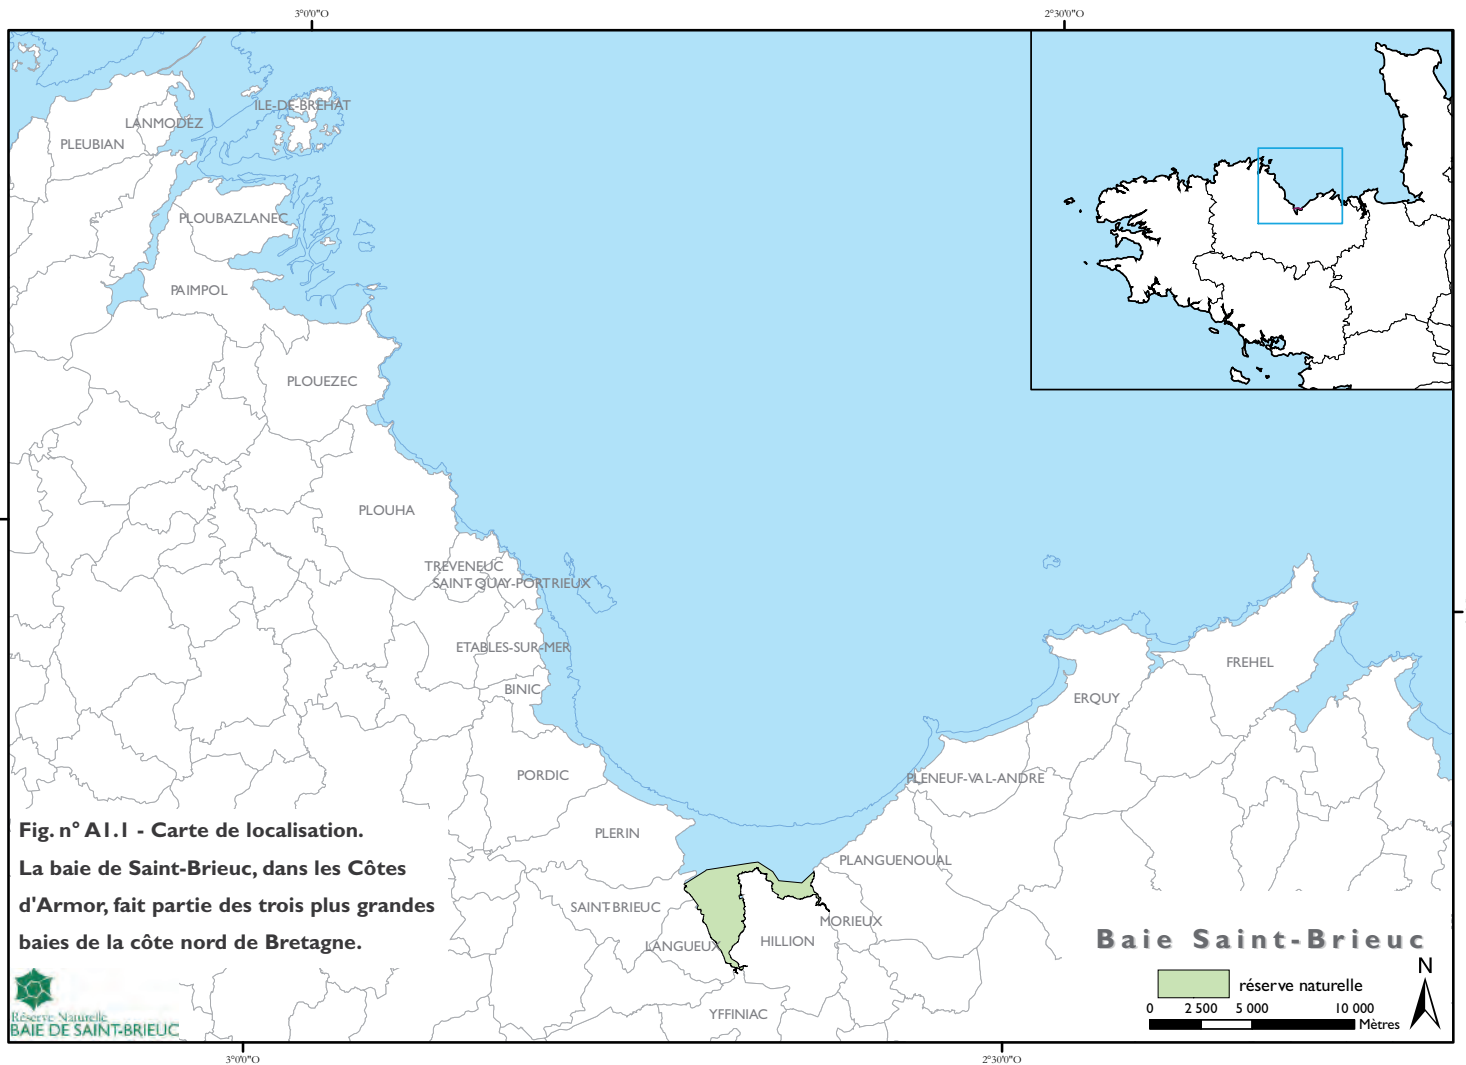 3°0'0"O
2°30'0"O
ILE-DE-BREHAT
LANMODEZ
PLEUBIAN
PLOUBAZLANEC
PAIMPOL
PLOUEZEC
PLOUHA
TREVENEUC
SAINT-QUAY-PORTRIEUX
ETABLES-SUR-MER
BINIC
FREHEL
ERQUY
PORDIC
PLENEUF-VAL-ANDRE
PLERIN
PLANGUENOUAL
SAINT-BRIEUC
MORIEUX
LANGUEUX
HILLION
YFFINIAC
Fig. n° A1.1 - Carte de localisation.
La baie de Saint-Brieuc, dans les Côtes
d'Armor, fait partie des trois plus grandes
baies de la côte nord de Bretagne.
Réserve Naturelle
BAIE DE SAINT-BRIEUC
Baie Saint-Brieuc
N
réserve naturelle
0 2 500 5 000 10 000
Mètres
3°0'0"O
2°30'0"O